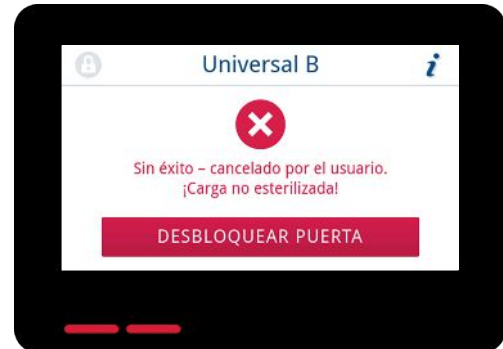 Universal B
i
Sin éxito – cancelado por el usuario.
¡Carga no esterilizada!
DESBLOQUEAR PUERTA